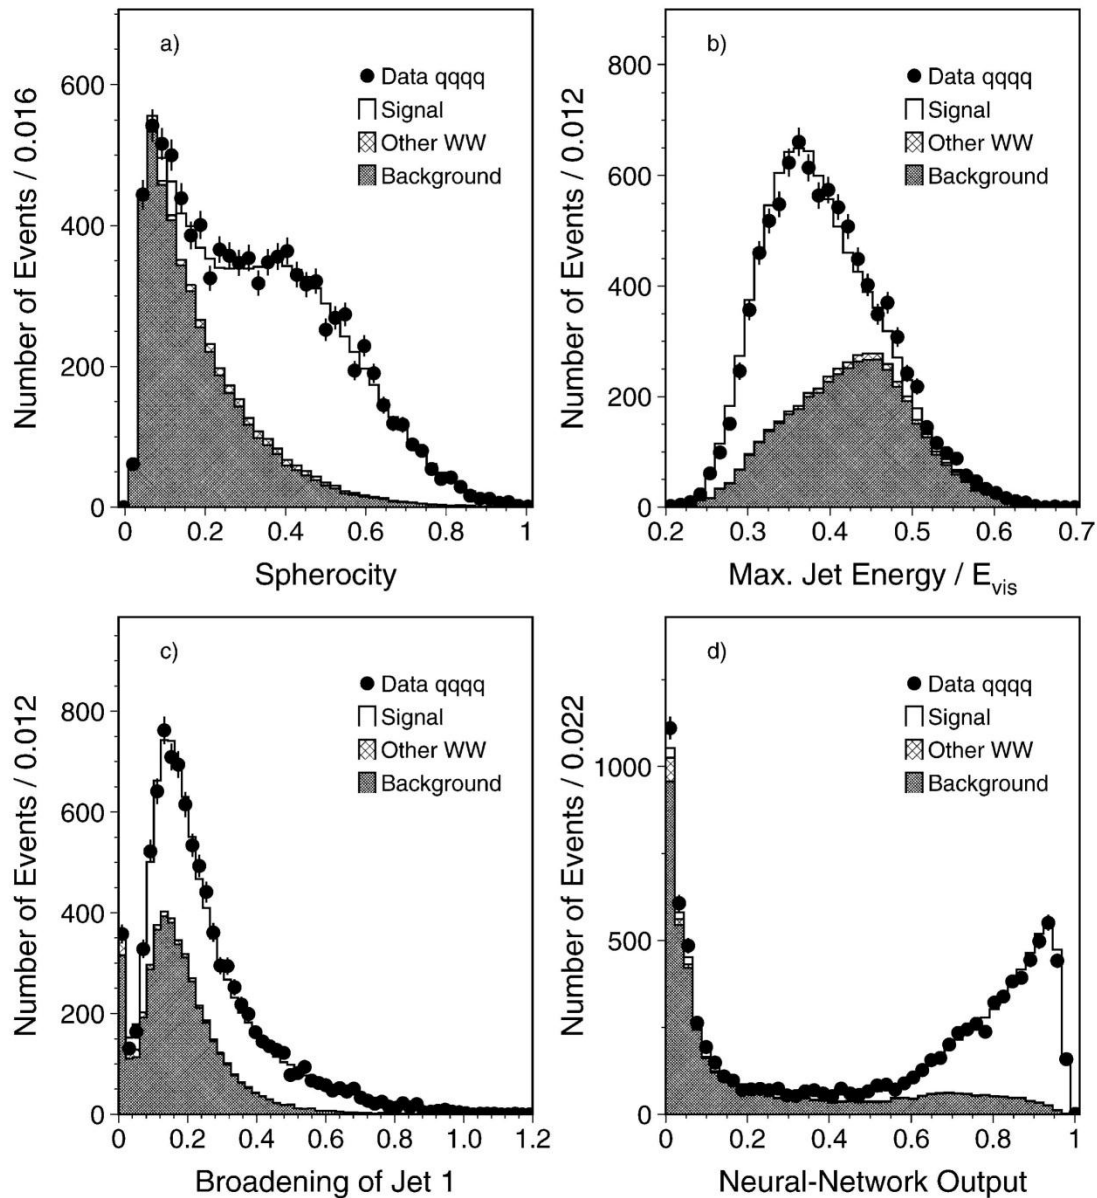 a)
Data qqqq
Signal
Other WW
Background
Number of Events / 0.016
600
400
200
0
0 0.2 0.4 0.6 0.8 1
Spherocity
b)
Data qqqq
Signal
Other WW
Background
Number of Events / 0.012
800
600
400
200
0
0.2 0.3 0.4 0.5 0.6 0.7
Max. Jet Energy / Evis
c)
Data qqqq
Signal
Other WW
Background
Number of Events / 0.012
800
600
400
200
0
0 0.2 0.4 0.6 0.8 1.0 1.2
Broadening of Jet 1
d)
Data qqqq
Signal
Other WW
Background
Number of Events / 0.022
1000
500
0
0 0.2 0.4 0.6 0.8 1
Neural-Network Output